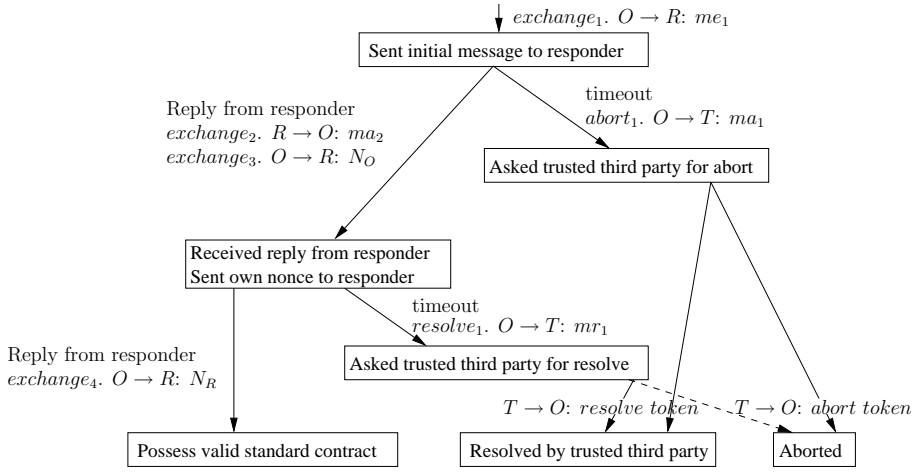 exchange₁. O → R: me₁
Sent initial message to responder
Reply from responder
exchange₂. R → O: ma₂
exchange₃. O → R: N_O
timeout
abort₁. O → T: ma₁
Asked trusted third party for abort
Received reply from responder
Sent own nonce to responder
timeout
resolve₁. O → T: mr₁
Reply from responder
exchange₄. O → R: N_R
Asked trusted third party for resolve
T → O: resolve token
T → O: abort token
Possess valid standard contract
Resolved by trusted third party
Aborted